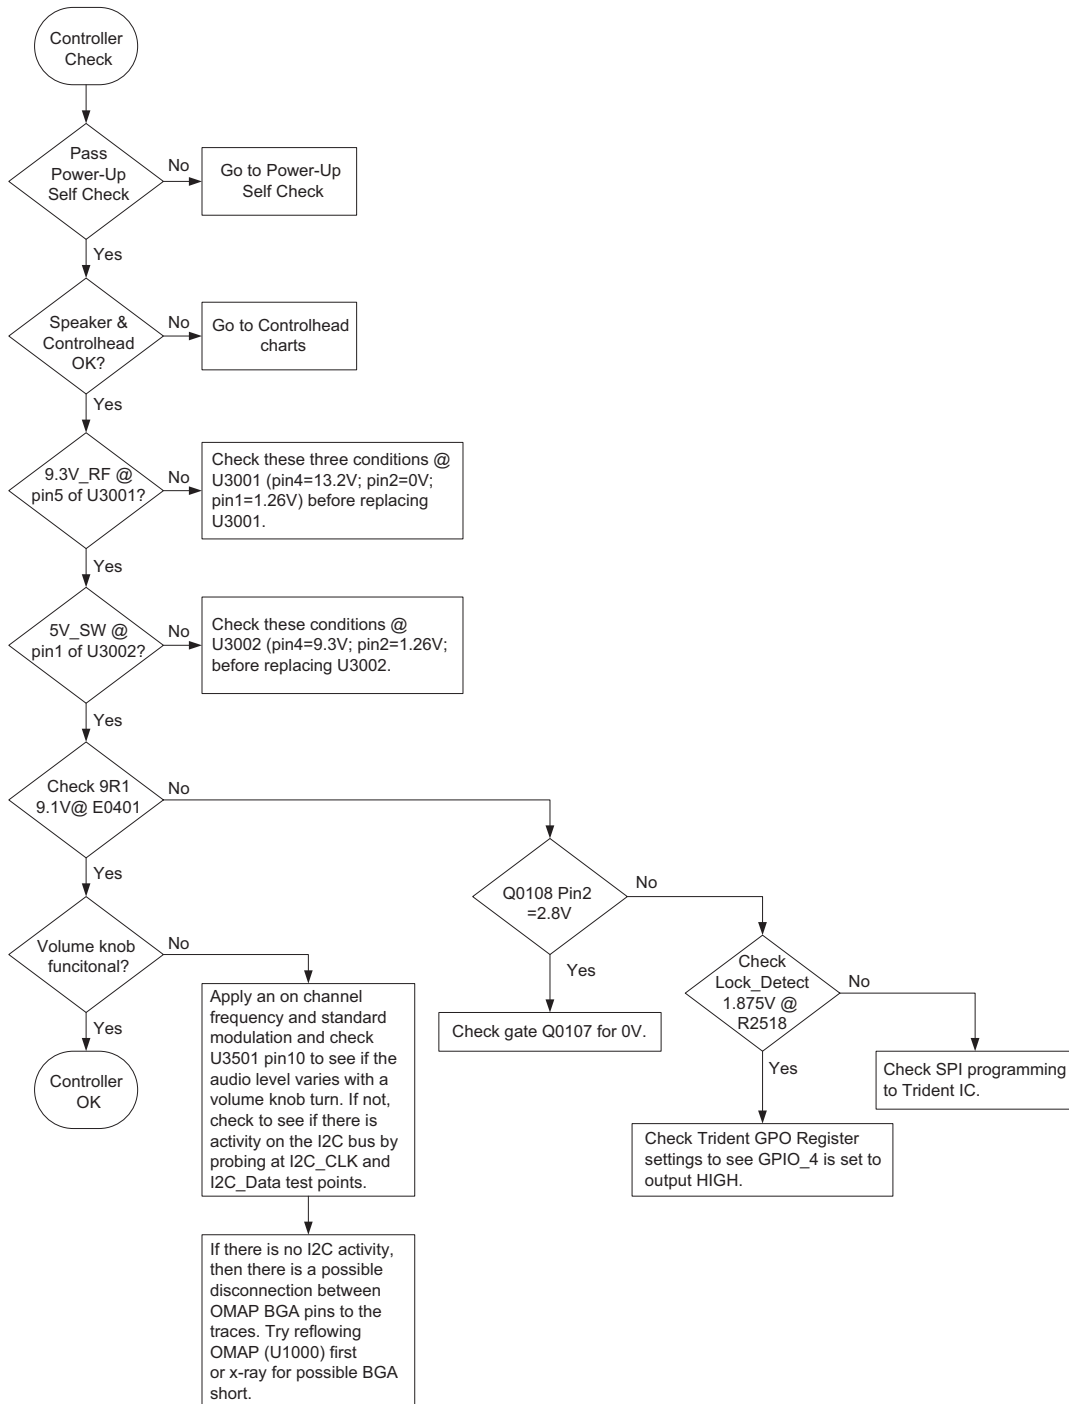 Controller
Check
Pass
Power-Up
Self Check
No
Go to Power-Up
Self Check
Yes
Speaker &
Controlhead
OK?
No
Go to Controlhead
charts
Yes
9.3V_RF @
pin5 of U3001?
No
Check these three conditions @
U3001 (pin4=13.2V; pin2=0V;
pin1=1.26V) before replacing
U3001.
Yes
5V_SW @
pin1 of U3002?
No
Check these conditions @
U3002 (pin4=9.3V; pin2=1.26V;
before replacing U3002.
Yes
Check 9R1
9.1V@ E0401
No
Yes
Q0108 Pin2
=2.8V
No
Yes
Check gate Q0107 for 0V.
Check
Lock_Detect
1.875V @
R2518
No
Check SPI programming
to Trident IC.
Yes
Check Trident GPO Register
settings to see GPIO_4 is set to
output HIGH.
Volume knob
funcitonal?
No
Yes
Controller
OK
Apply an on channel
frequency and standard
modulation and check
U3501 pin10 to see if the
audio level varies with a
volume knob turn. If not,
check to see if there is
activity on the I2C bus by
probing at I2C_CLK and
I2C_Data test points.
If there is no I2C activity,
then there is a possible
disconnection between
OMAP BGA pins to the
traces. Try reflowing
OMAP (U1000) first
or x-ray for possible BGA
short.